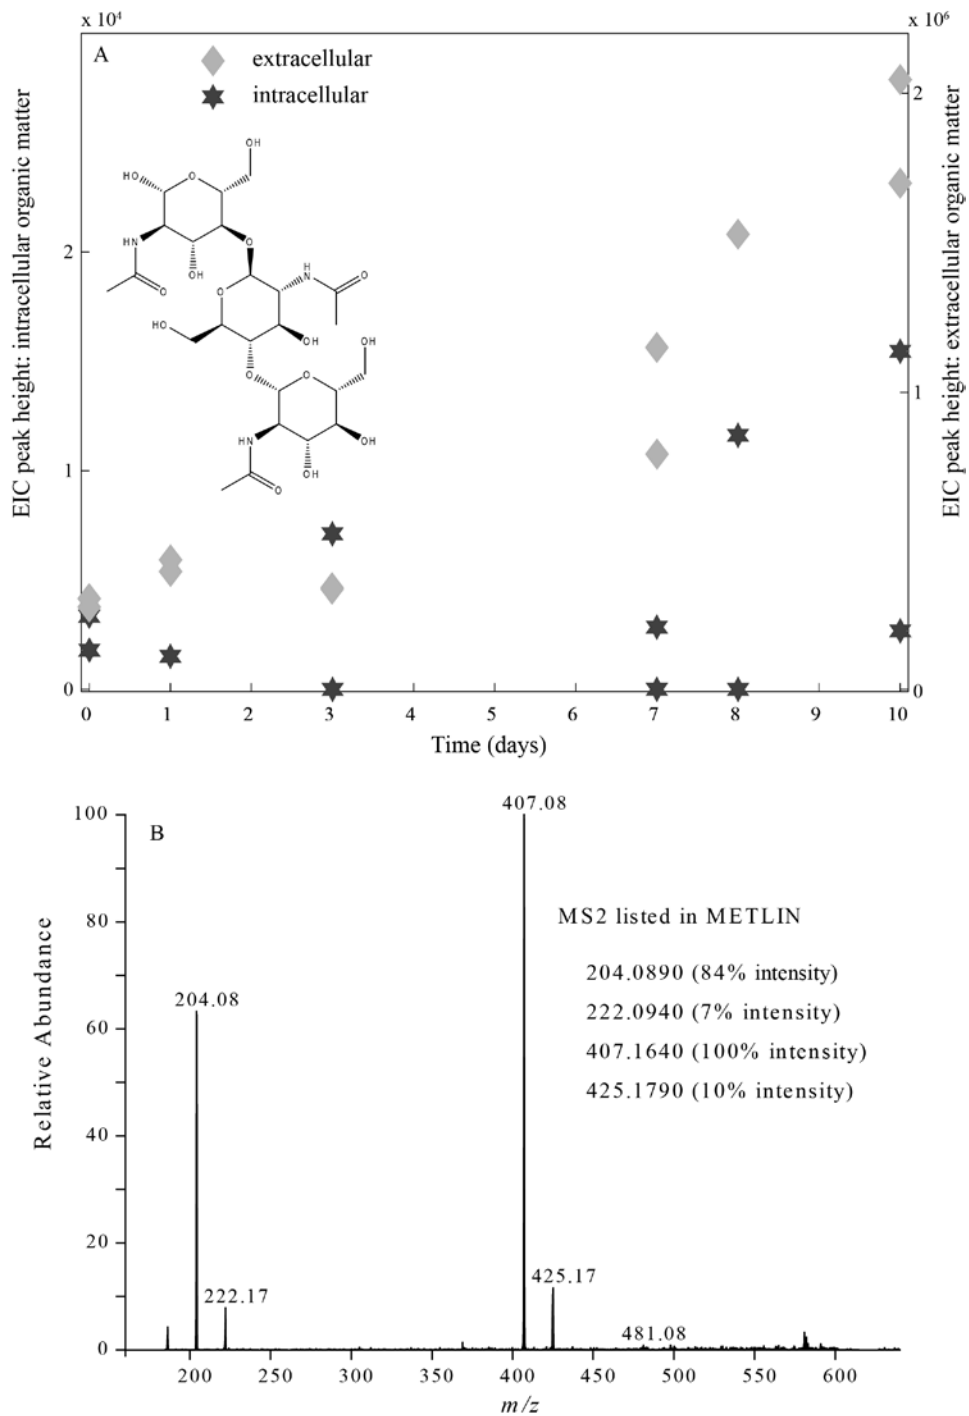 x 10⁴
x 10⁶
A
extracellular
intracellular
EIC peak height: intracellular organic matter
EIC peak height: extracellular organic matter
2
1
0
2
1
0
OH
HO
O
HN
O
OH
O
H
N
O
O
HO
OH
OH
O
O
HN
OH
OH
O
0 1 2 3 4 5 6 7 8 9 10
Time (days)
B
407.08
100
80
60
40
20
0
Relative Abundance
MS2 listed in METLIN
204.0890 (84% intensity)
222.0940 (7% intensity)
407.1640 (100% intensity)
425.1790 (10% intensity)
204.08
222.17
425.17
481.08
200 250 300 350 400 450 500 550 600
m/z